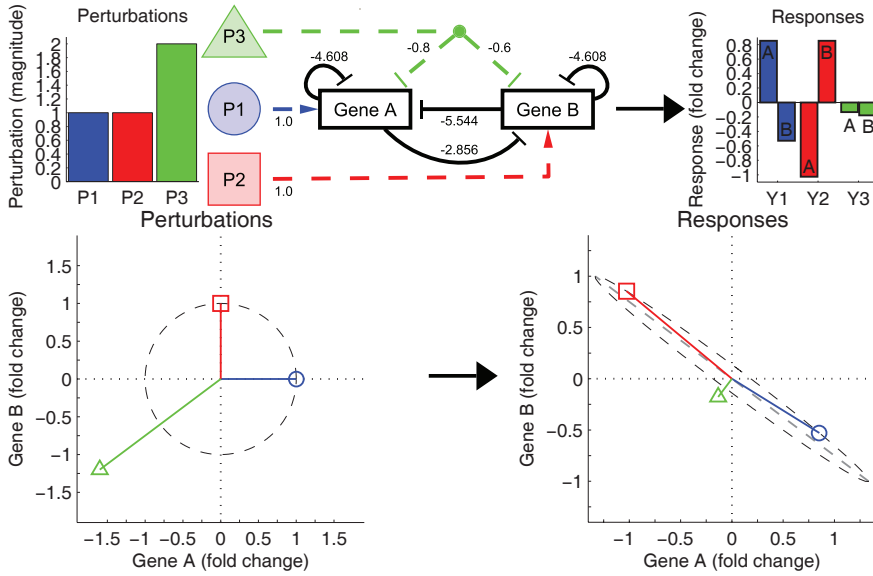 Perturbations
Perturbation (magnitude)
2
1.8
1.6
1.4
1.2
1
0.8
0.6
0.4
0.2
0
P1
P2
P3
P3
P1
P2
1.0
1.0
-4.608
-0.8
-0.6
-4.608
Gene A
Gene B
-5.544
-2.856
Responses
Response (fold change)
0.8
0.6
0.4
0.2
0
−0.2
−0.4
−0.6
−0.8
−1
A
B
A
B
A
B
Y1
Y2
Y3
Perturbations
Gene B (fold change)
1.5
1
0.5
0
−0.5
−1
−1.5
−1.5
−1
−0.5
0
0.5
1
1.5
Gene A (fold change)
Responses
Gene B (fold change)
1
0.5
0
−0.5
−1
−1
−0.5
0
0.5
1
Gene A (fold change)